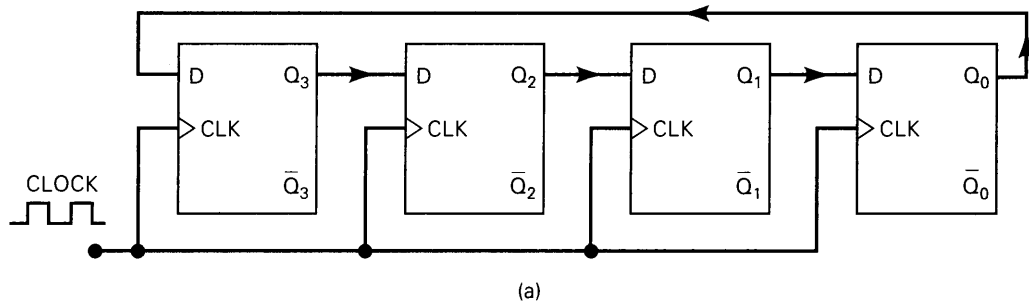 D Q₃ D Q₂ D Q₁ D Q₀
CLK CLK CLK CLK
Q̅₃ Q̅₂ Q̅₁ Q̅₀
CLOCK
(a)